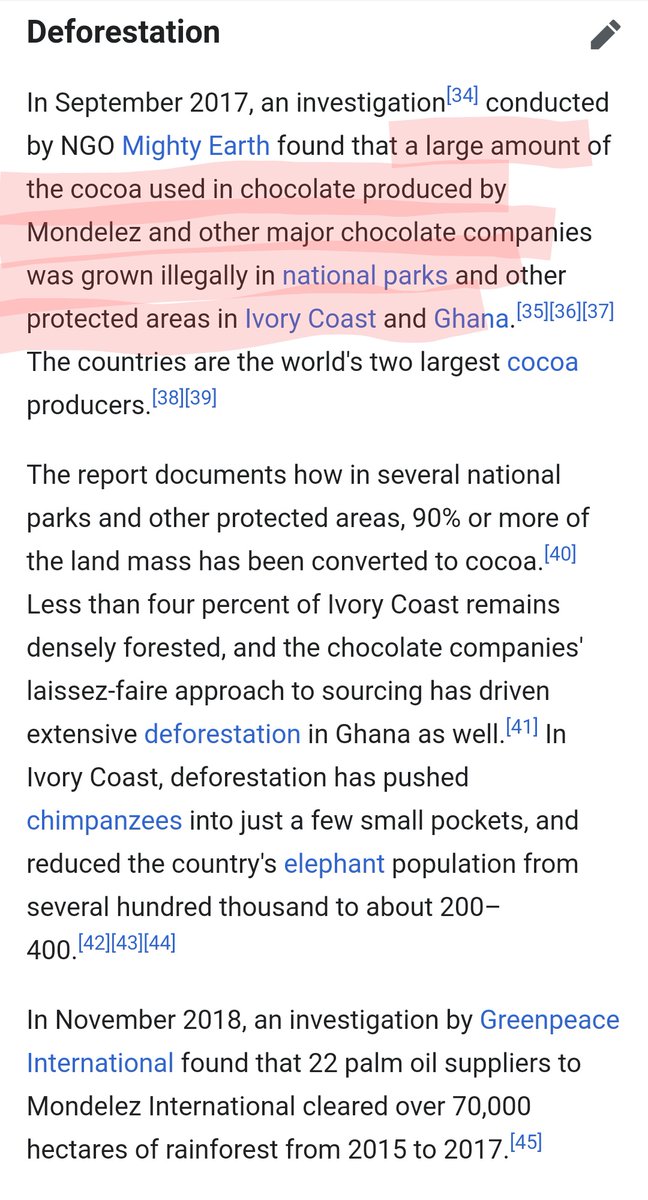 Deforestation
In September 2017, an investigation[34] conducted
by NGO Mighty Earth found that a large amount of
the cocoa used in chocolate produced by
Mondelez and other major chocolate companies
was grown illegally in national parks and other
protected areas in Ivory Coast and Ghana.[35][36][37]
The countries are the world's two largest cocoa
producers.[38][39]
The report documents how in several national
parks and other protected areas, 90% or more of
the land mass has been converted to cocoa.[40]
Less than four percent of Ivory Coast remains
densely forested, and the chocolate companies'
laissez-faire approach to sourcing has driven
extensive deforestation in Ghana as well.[41] In
Ivory Coast, deforestation has pushed
chimpanzees into just a few small pockets, and
reduced the country's elephant population from
several hundred thousand to about 200–
400.[42][43][44]
In November 2018, an investigation by Greenpeace
International found that 22 palm oil suppliers to
Mondelez International cleared over 70,000
hectares of rainforest from 2015 to 2017.[45]